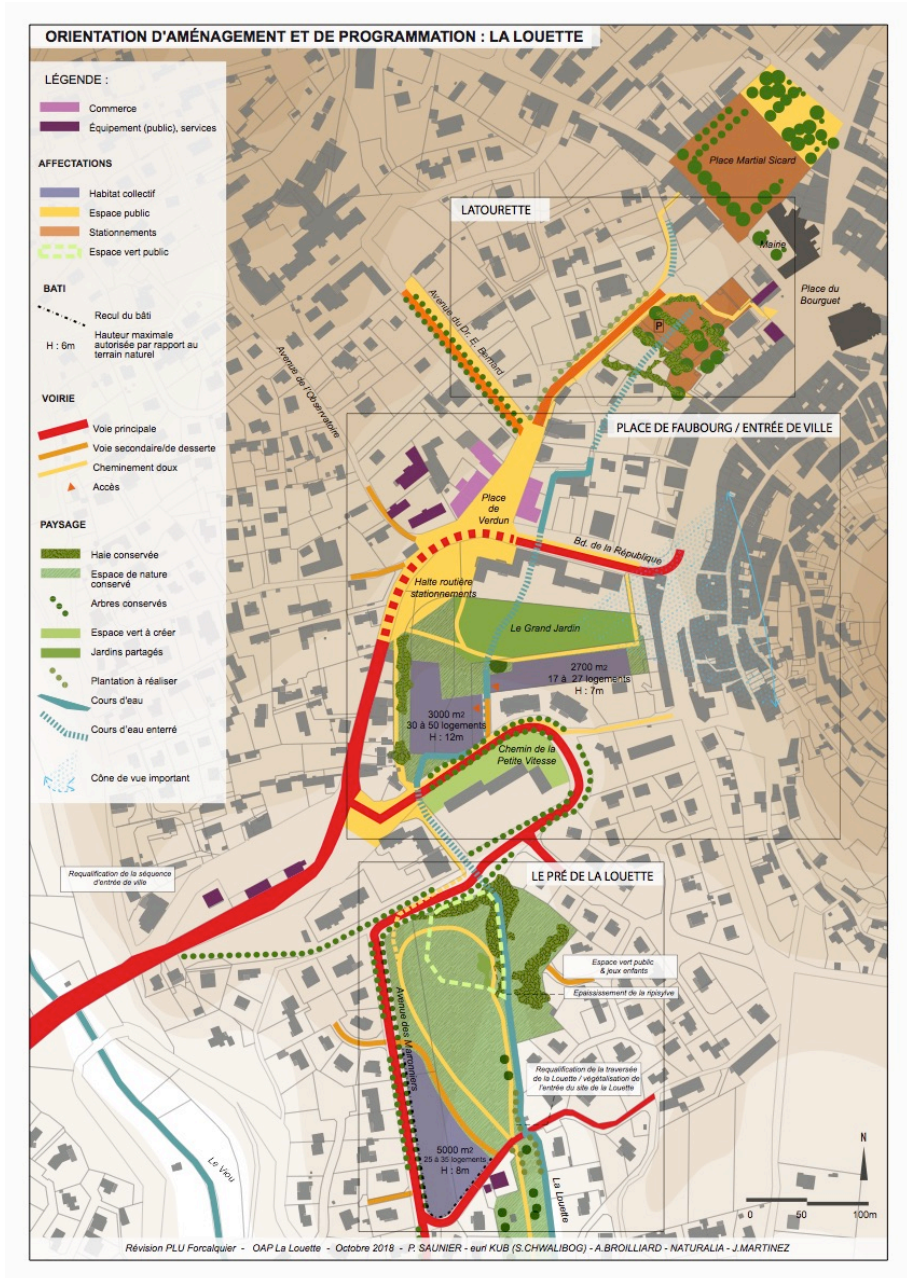 ORIENTATION D'AMÉNAGEMENT ET DE PROGRAMMATION : LA LOUETTE
LÉGENDE :
Commerce
Équipement (public), services
AFFECTATIONS
Habitat collectif
Espace public
Stationnements
Espace vert public
BATI
Recul du bâti
H : 6m
Hauteur maximale
autorisée par rapport au
terrain naturel
VOIRIE
Voie principale
Voie secondaire/de desserte
Cheminement doux
Accès
PAYSAGE
Haie conservée
Espace de nature
conservé
Arbres conservés
Espace vert à créer
Jardins partagés
Plantation à réaliser
Cours d'eau
Cours d'eau enterré
Cône de vue important
Place Martial Sicard
LATOURETTE
Mairie
Place du
Bourguet
P
Avenue du Dr. E. Bernard
Avenue de l'Observatoire
PLACE DE FAUBOURG / ENTRÉE DE VILLE
Place
de
Verdun
Bd. de la République
Halte routière
stationnements
Le Grand Jardin
2700 m2
17 à 27 logements
H : 7m
3000 m2
30 à 50 logements
H : 12m
Chemin de la
Petite Vitesse
Requalification de la séquence
d'entrée de ville
LE PRÉ DE LA LOUETTE
Espace vert public
& jeux enfants
Epaississement de la ripisylve
Avenue des Marronniers
Requalification de la traversée
de la Louette / végétalisation de
l'entrée du site de la Louette
5000 m2
25 à 35 logements
H : 8m
Le Viou
La Louette
N
0 50 100m
Révision PLU Forcalquier - OAP La Louette - Octobre 2018 - P. SAUNIER - eurl KUB (S.CHWALIBOG) - A.BROILLIARD - NATURALIA - J.MARTINEZ